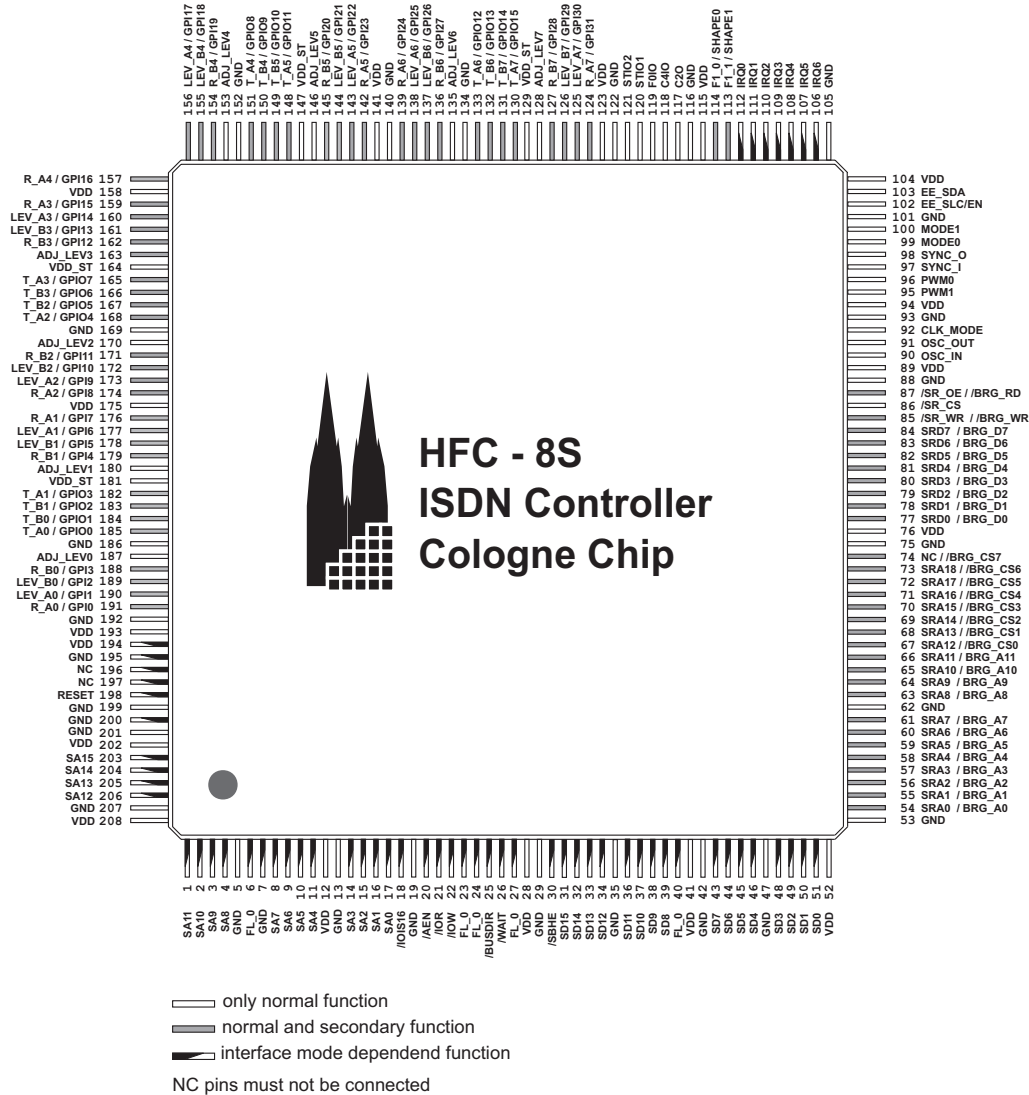 156 LEV_A4 / GPI17
155 LEV_B4 / GPI18
154 R_B4 / GPI19
153 ADJ_LEV4
152 GND
151 T_A4 / GPIO8
150 T_B4 / GPIO9
149 T_B5 / GPIO10
148 T_A5 / GPIO11
147 VDD_ST
146 ADJ_LEV5
145 R_B5 / GPI20
144 LEV_B5 / GPI21
143 LEV_A5 / GPI22
142 R_A5 / GPI23
141 VDD
140 GND
139 R_A6 / GPI24
138 LEV_A6 / GPI25
137 LEV_B6 / GPI26
136 R_B6 / GPI27
135 ADJ_LEV6
134 GND
133 T_A6 / GPIO12
132 T_B6 / GPIO13
131 T_B7 / GPIO14
130 T_A7 / GPIO15
129 VDD_ST
128 ADJ_LEV7
127 R_B7 / GPI28
126 LEV_B7 / GPI29
125 LEV_A7 / GPI30
124 R_A7 / GPI31
123 VDD
122 GND
121 STIO2
120 STIO1
119 F0IO
118 C4IO
117 C2O
116 GND
115 VDD
114 F1_0 / SHAPE0
113 F1_1 / SHAPE1
112 IRQ0
111 IRQ1
110 IRQ2
109 IRQ3
108 IRQ4
107 IRQ5
106 IRQ6
105 GND
R_A4 / GPI16 157
VDD 158
R_A3 / GPI15 159
LEV_A3 / GPI14 160
LEV_B3 / GPI13 161
R_B3 / GPI12 162
ADJ_LEV3 163
VDD_ST 164
T_A3 / GPIO7 165
T_B3 / GPIO6 166
T_B2 / GPIO5 167
T_A2 / GPIO4 168
GND 169
ADJ_LEV2 170
R_B2 / GPI11 171
LEV_B2 / GPI10 172
LEV_A2 / GPI9 173
R_A2 / GPI8 174
VDD 175
R_A1 / GPI7 176
LEV_A1 / GPI6 177
LEV_B1 / GPI5 178
R_B1 / GPI4 179
ADJ_LEV1 180
VDD_ST 181
T_A1 / GPIO3 182
T_B1 / GPIO2 183
T_B0 / GPIO1 184
T_A0 / GPIO0 185
GND 186
ADJ_LEV0 187
R_B0 / GPI3 188
LEV_B0 / GPI2 189
LEV_A0 / GPI1 190
R_A0 / GPI0 191
GND 192
VDD 193
VDD 194
GND 195
NC 196
NC 197
RESET 198
GND 199
GND 200
GND 201
VDD 202
SA15 203
SA14 204
SA13 205
SA12 206
GND 207
VDD 208
HFC - 8S
ISDN Controller
Cologne Chip
104 VDD
103 EE_SDA
102 EE_SLC/EN
101 GND
100 MODE1
99 MODE0
98 SYNC_O
97 SYNC_I
96 PWM0
95 PWM1
94 VDD
93 GND
92 CLK_MODE
91 OSC_OUT
90 OSC_IN
89 VDD
88 GND
87 /SR_OE / /BRG_RD
86 /SR_CS
85 /SR_WR / /BRG_WR
84 SRD7 / BRG_D7
83 SRD6 / BRG_D6
82 SRD5 / BRG_D5
81 SRD4 / BRG_D4
80 SRD3 / BRG_D3
79 SRD2 / BRG_D2
78 SRD1 / BRG_D1
77 SRD0 / BRG_D0
76 VDD
75 GND
74 NC / /BRG_CS7
73 SRA18 / /BRG_CS6
72 SRA17 / /BRG_CS5
71 SRA16 / /BRG_CS4
70 SRA15 / /BRG_CS3
69 SRA14 / /BRG_CS2
68 SRA13 / /BRG_CS1
67 SRA12 / /BRG_CS0
66 SRA11 / BRG_A11
65 SRA10 / BRG_A10
64 SRA9 / BRG_A9
63 SRA8 / BRG_A8
62 GND
61 SRA7 / BRG_A7
60 SRA6 / BRG_A6
59 SRA5 / BRG_A5
58 SRA4 / BRG_A4
57 SRA3 / BRG_A3
56 SRA2 / BRG_A2
55 SRA1 / BRG_A1
54 SRA0 / BRG_A0
53 GND
SA11 1
SA10 2
SA9 3
SA8 4
GND 5
FL_0 6
GND 7
SA7 8
SA6 9
SA5 10
SA4 11
VDD 12
GND 13
SA3 14
SA2 15
SA1 16
SA0 17
/IOIS16 18
GND 19
/AEN 20
/IOR 21
/IOW 22
FL_0 23
FL_0 24
/BUSDIR 25
/WAIT 26
FL_0 27
VDD 28
GND 29
/SBHE 30
SD15 31
SD14 32
SD13 33
SD12 34
GND 35
SD11 36
SD10 37
SD9 38
SD8 39
FL_0 40
VDD 41
GND 42
SD7 43
SD6 44
SD5 45
SD4 46
GND 47
SD3 48
SD2 49
SD1 50
SD0 51
VDD 52
only normal function
normal and secondary function
interface mode dependend function
NC pins must not be connected